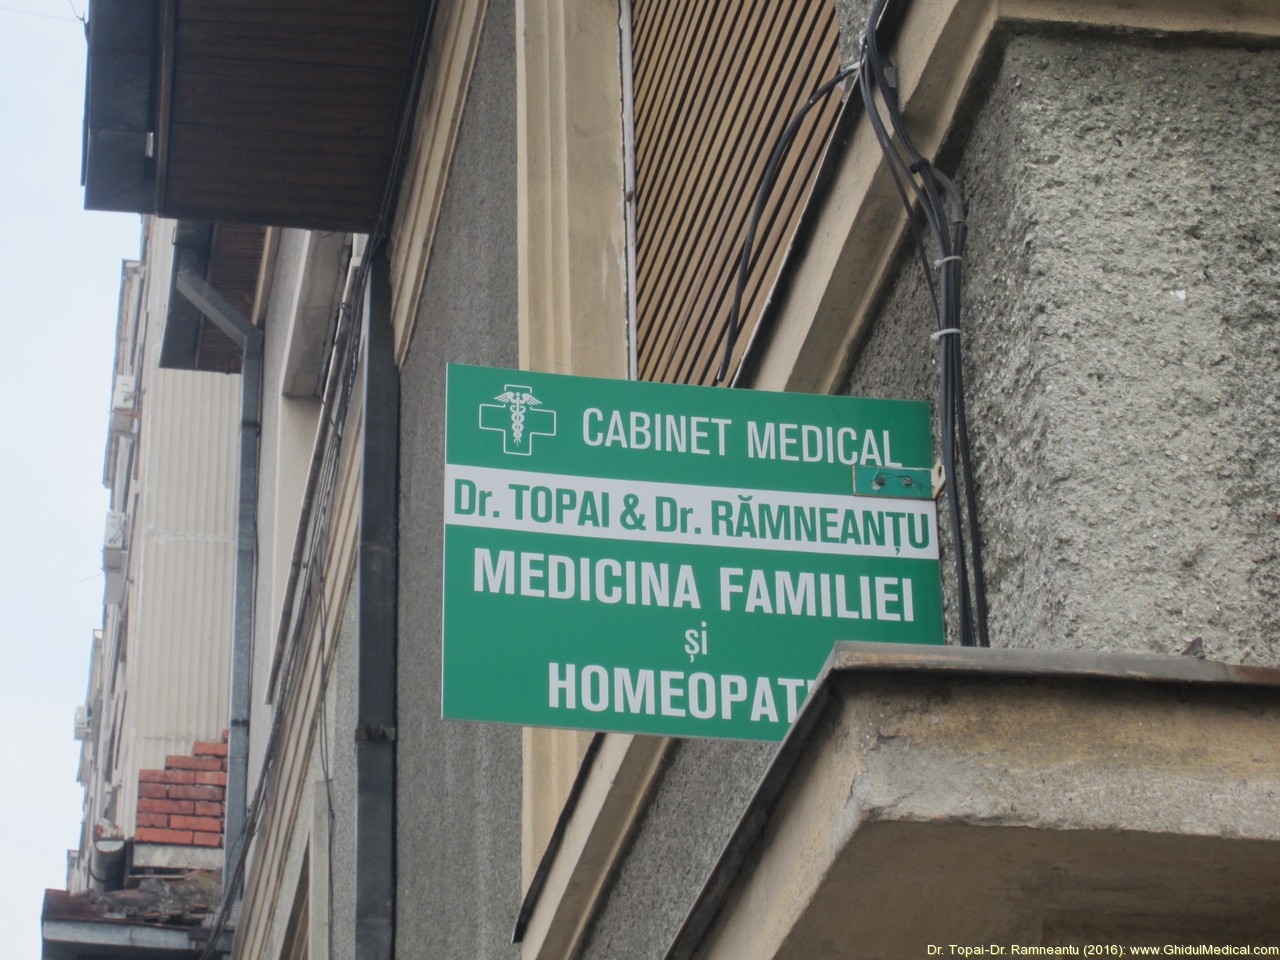 CABINET MEDICAL
Dr. TOPAI & Dr. RĂMNEANȚU
MEDICINA FAMILIEI
și
Dr. Topai-Dr. Ramneantu (2016): www.GhidulMedical.com